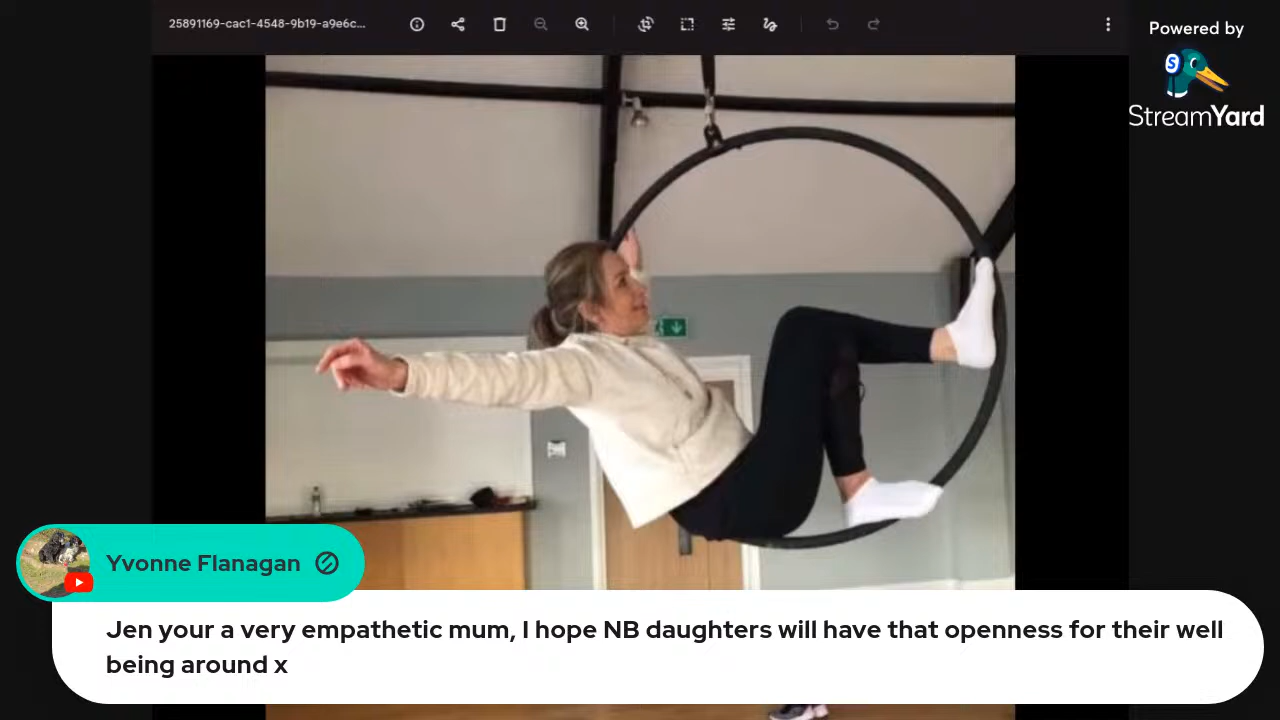 25891169-cac1-4548-9b19-a9e6c...
Powered by
S
StreamYard
Yvonne Flanagan
Jen your a very empathetic mum, I hope NB daughters will have that openness for their well
being around x